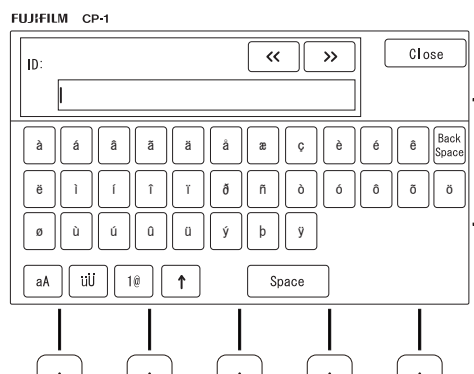 FUJIFILM CP-1
<< >> Close
ID:
à á â ã ä å æ ç è é ê Back Space
ë ì í î ï ð ñ ò ó ô õ ö
ø ù ú û ü ý þ ÿ
aA üÜ 1@ ↑ Space